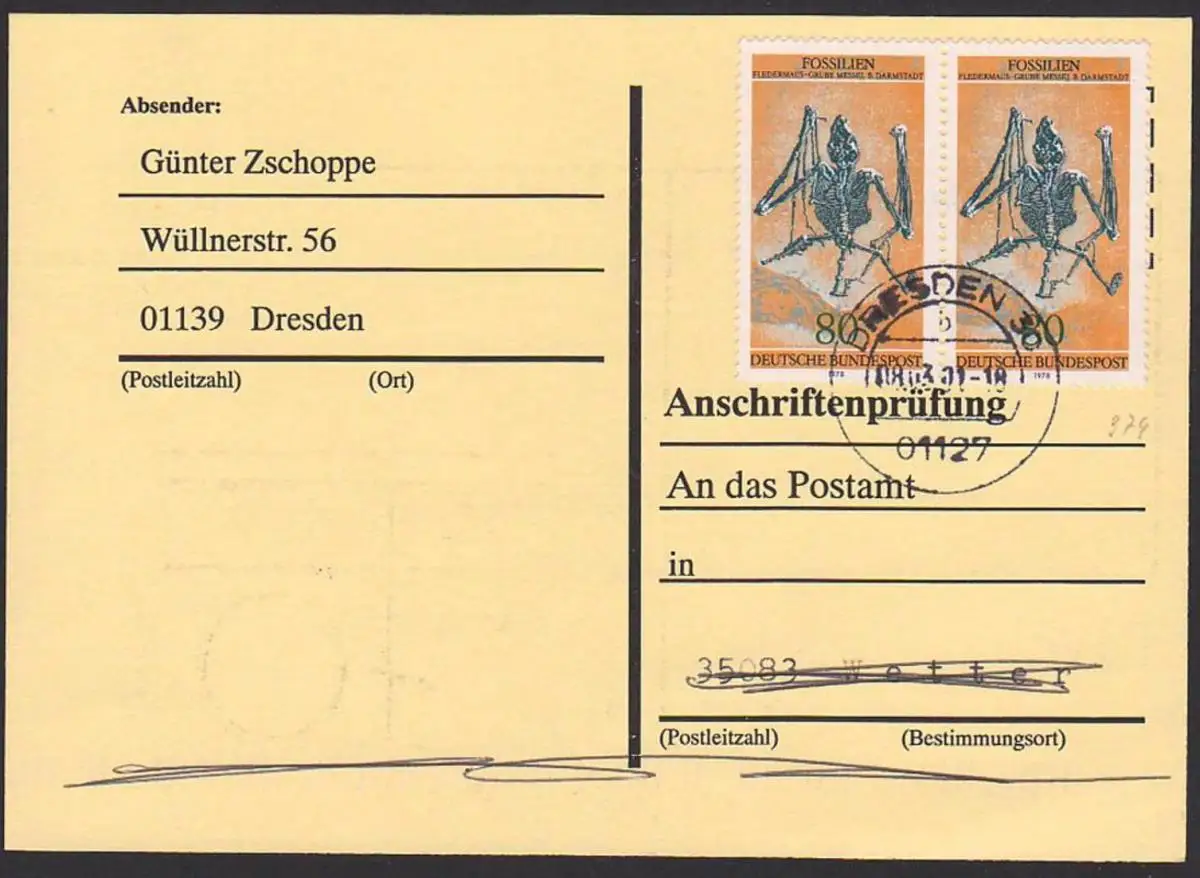 FOSSILIEN
FLEDERMAUS-GRUBE MESSEL B. DARMSTADT
80
DEUTSCHE BUNDESPOST
1978
FOSSILIEN
FLEDERMAUS-GRUBE MESSEL B. DARMSTADT
80
DEUTSCHE BUNDESPOST
1978
Absender:
Günter Zschoppe
Wüllnerstr. 56
01139 Dresden
(Postleitzahl) (Ort)
DRESDEN
b
-18
01127
Anschriftenprüfung
974
An das Postamt
in
35083 Wetter
(Postleitzahl) (Bestimmungsort)